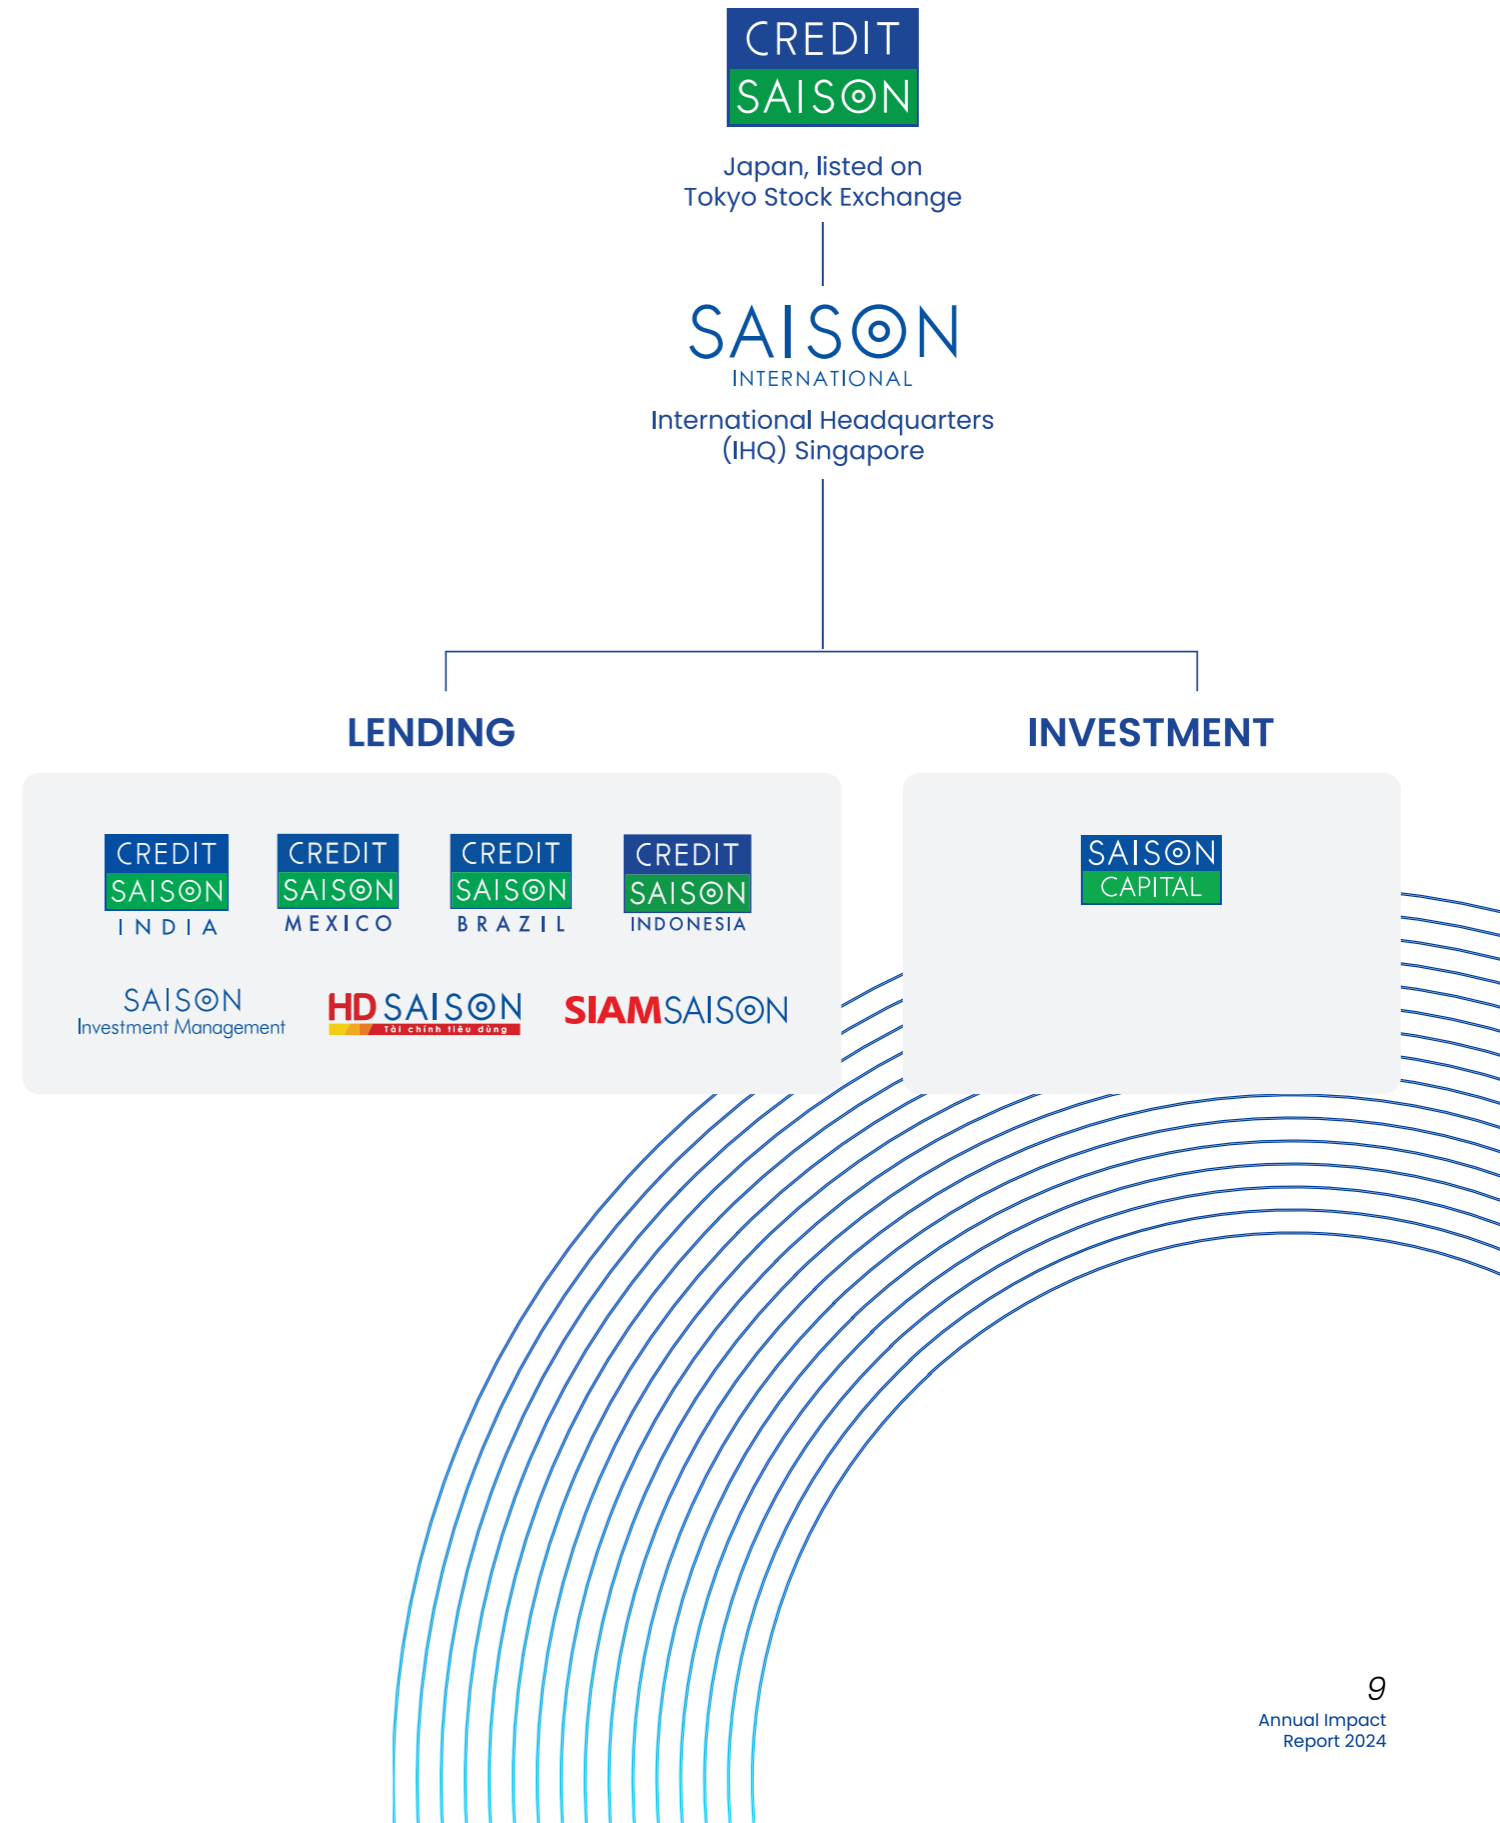 CREDIT
SAISON
Japan, listed on
Tokyo Stock Exchange
SAISON
INTERNATIONAL
International Headquarters
(IHQ) Singapore
LENDING
CREDIT
SAISON
INDIA
CREDIT
SAISON
MEXICO
CREDIT
SAISON
BRAZIL
CREDIT
SAISON
INDONESIA
SAISON
Investment Management
HD SAISON
Tài chính tiêu dùng
SIAMSAISON
INVESTMENT
SAISON
CAPITAL
9
Annual Impact
Report 2024